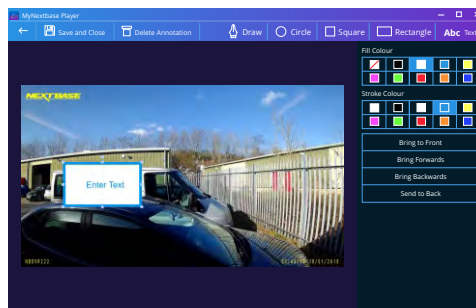 MyNextbase Player
Save and Close Delete Annotation Draw Circle Square Rectangle Abc Text
Fill Colour
Stroke Colour
Bring to Front
Bring Forwards
Bring Backwards
Send to Back
NEXTBASE
Enter Text